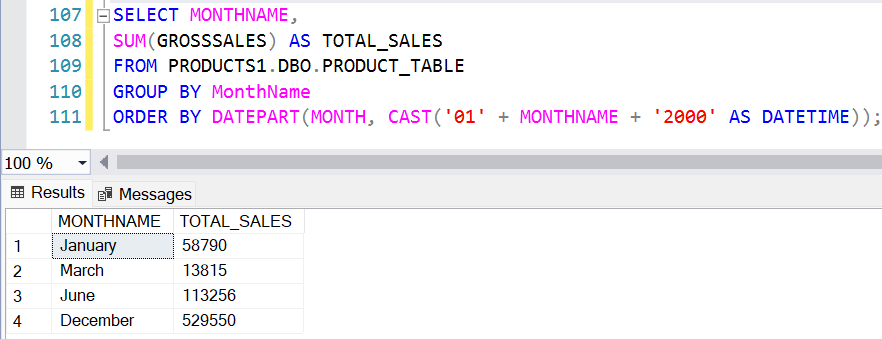 107 SELECT MONTHNAME,
108 SUM(GROSSSALES) AS TOTAL_SALES
109 FROM PRODUCTS1.DBO.PRODUCT_TABLE
110 GROUP BY MonthName
111 ORDER BY DATEPART(MONTH, CAST('01' + MONTHNAME + '2000' AS DATETIME));
100 %
Results Messages
MONTHNAME TOTAL_SALES
1 January 58790
2 March 13815
3 June 113256
4 December 529550